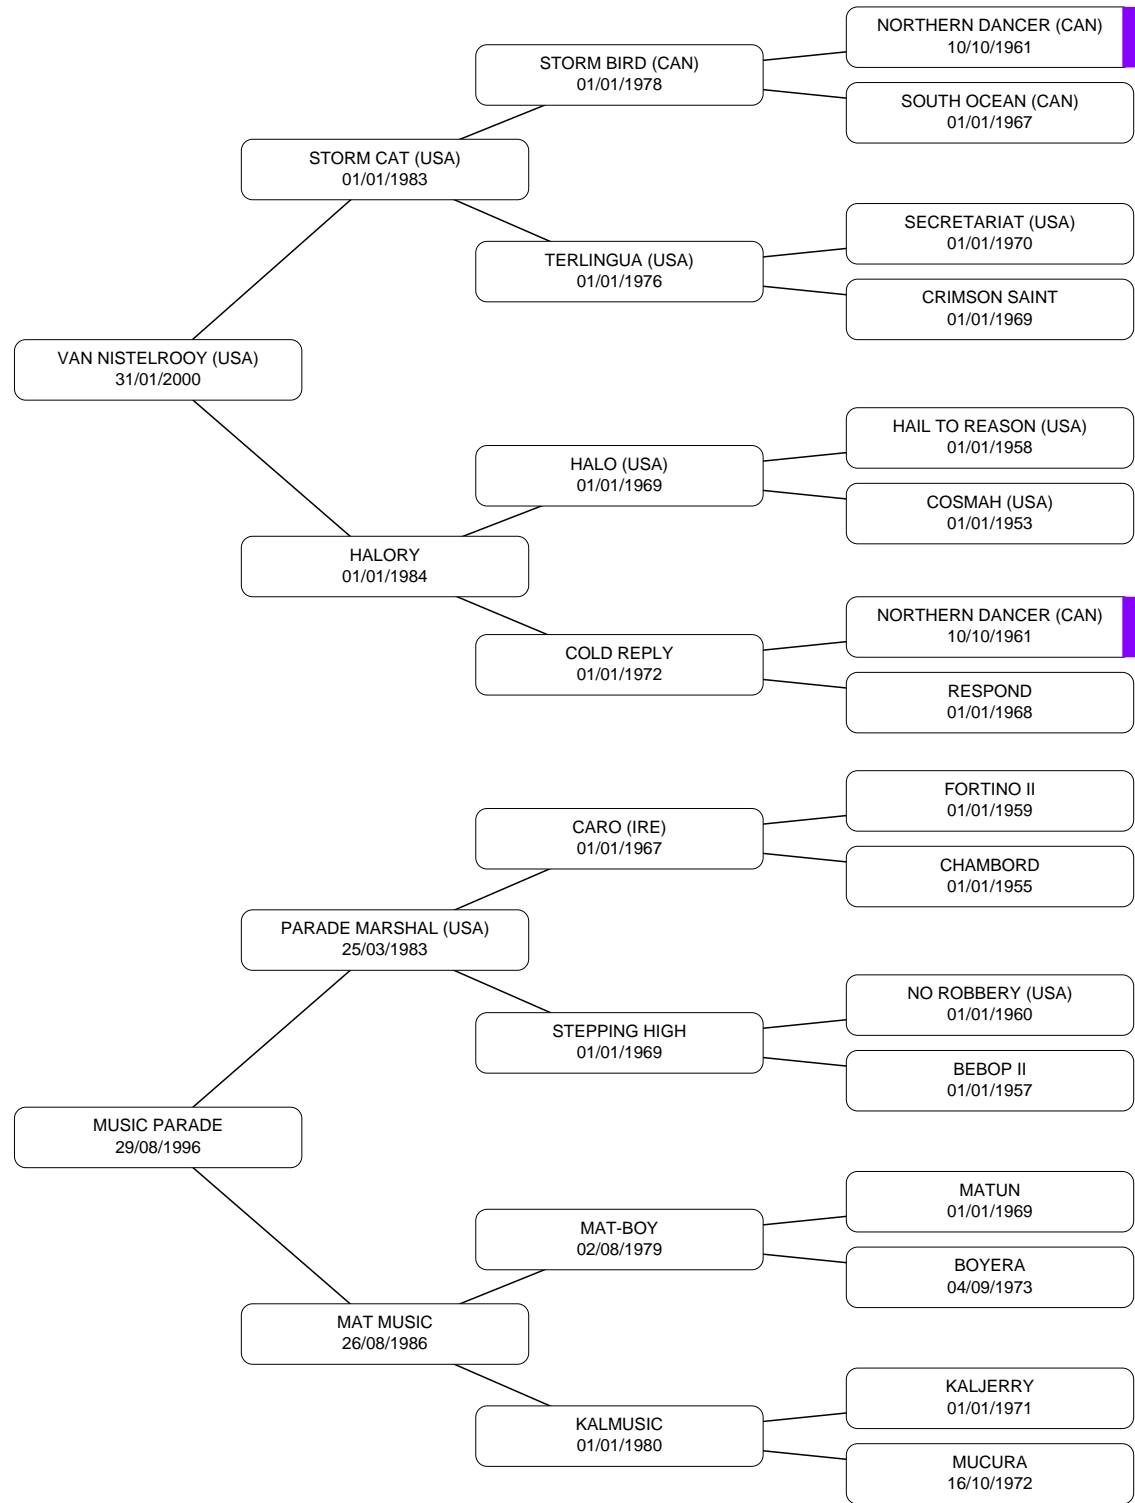 NORTHERN DANCER (CAN)
10/10/1961
STORM BIRD (CAN)
01/01/1978
SOUTH OCEAN (CAN)
01/01/1967
STORM CAT (USA)
01/01/1983
SECRETARIAT (USA)
01/01/1970
TERLINGUA (USA)
01/01/1976
CRIMSON SAINT
01/01/1969
VAN NISTELROOY (USA)
31/01/2000
HAIL TO REASON (USA)
01/01/1958
HALO (USA)
01/01/1969
COSMAH (USA)
01/01/1953
HALORY
01/01/1984
NORTHERN DANCER (CAN)
10/10/1961
COLD REPLY
01/01/1972
RESPOND
01/01/1968
FORTINO II
01/01/1959
CARO (IRE)
01/01/1967
CHAMBORD
01/01/1955
PARADE MARSHAL (USA)
25/03/1983
NO ROBBERY (USA)
01/01/1960
STEPPING HIGH
01/01/1969
BEBOP II
01/01/1957
MUSIC PARADE
29/08/1996
MATUN
01/01/1969
MAT-BOY
02/08/1979
BOYERA
04/09/1973
MAT MUSIC
26/08/1986
KALJERRY
01/01/1971
KALMUSIC
01/01/1980
MUCURA
16/10/1972